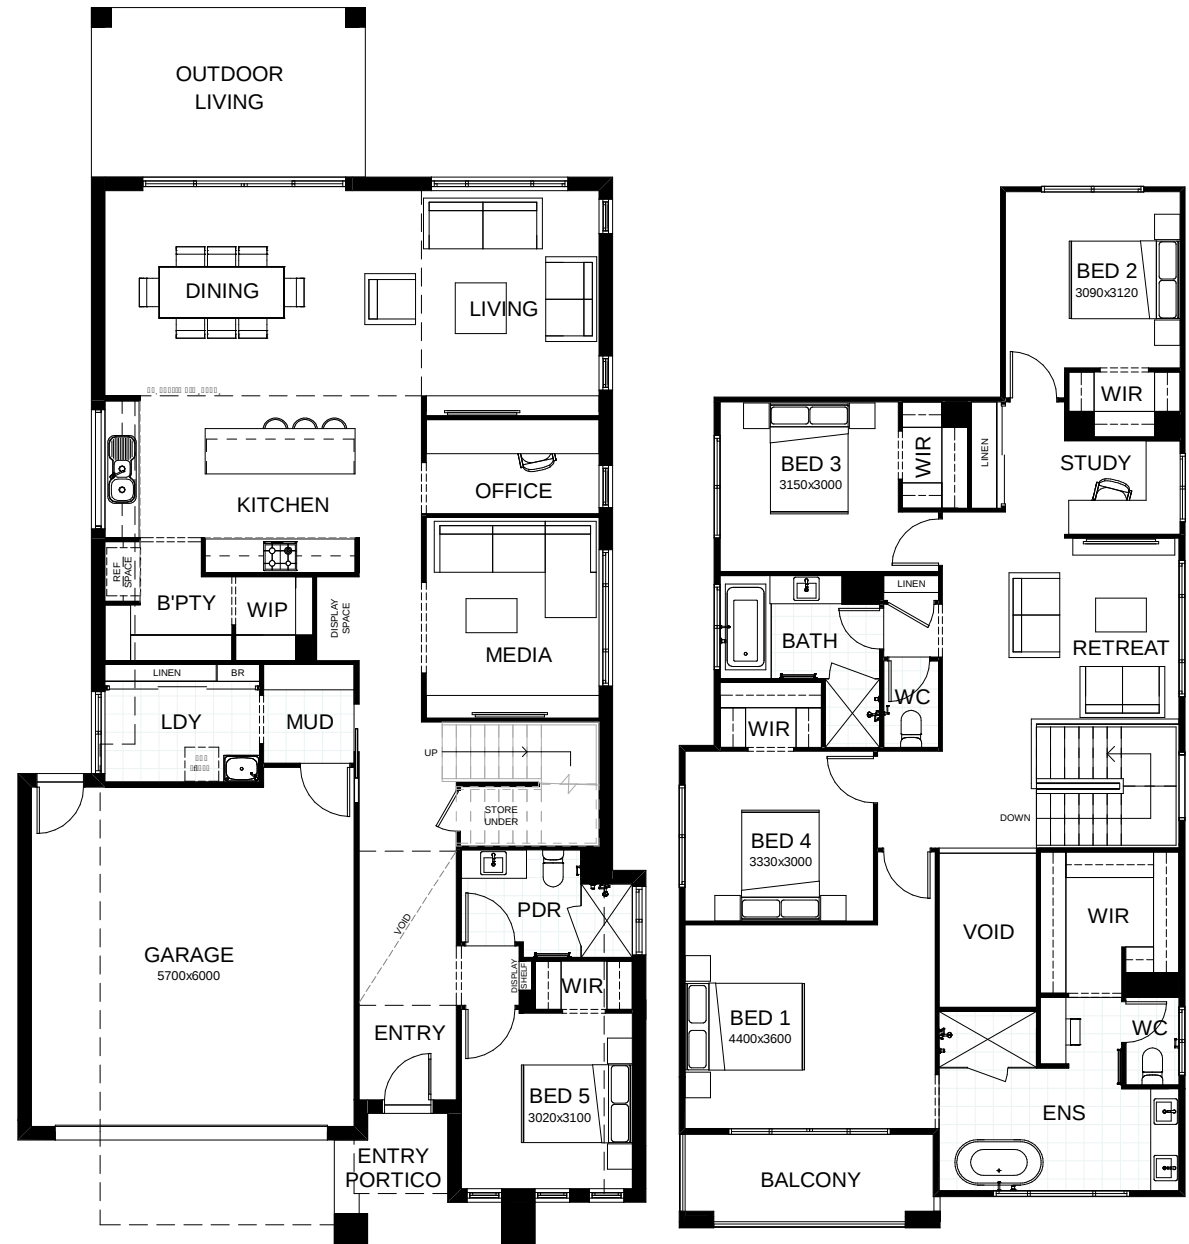 OUTDOOR
LIVING
DINING
LIVING
KITCHEN
OFFICE
REF
SPACE
B'PTY
WIP
DISPLAY
SPACE
MEDIA
LINEN
BR
LDY
MUD
UP
STORE
UNDER
PDR
VOID
GARAGE
5700x6000
DISPLAY
SHELF
WIR
ENTRY
BED 5
3020x3100
ENTRY
PORTICO
BED 2
3090x3120
WIR
BED 3
3150x3000
WIR
LINEN
STUDY
LINEN
BATH
RETREAT
WC
WIR
DOWN
BED 4
3330x3000
WIR
VOID
BED 1
4400x3600
WC
ENS
BALCONY